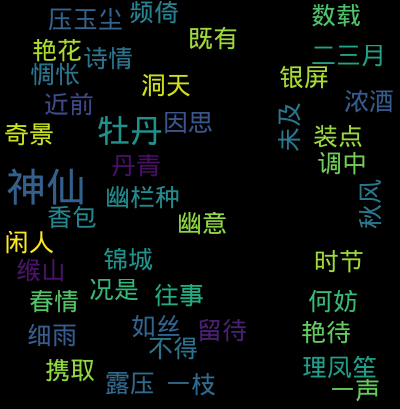 压玉尘 频倚 数载
艳花 诗情 既有 二三月
惆怅 洞天 银屏
近前 浓酒
奇景 牡丹 因思 未及 装点
丹青 调中
神仙 幽栏种 秋风
香包 幽意
闲人 锦城 时节
缑山 况是 往事
春情 何妨
细雨 如丝 留待 艳待
不得
携取 理凤笙
露压 一枝 一声